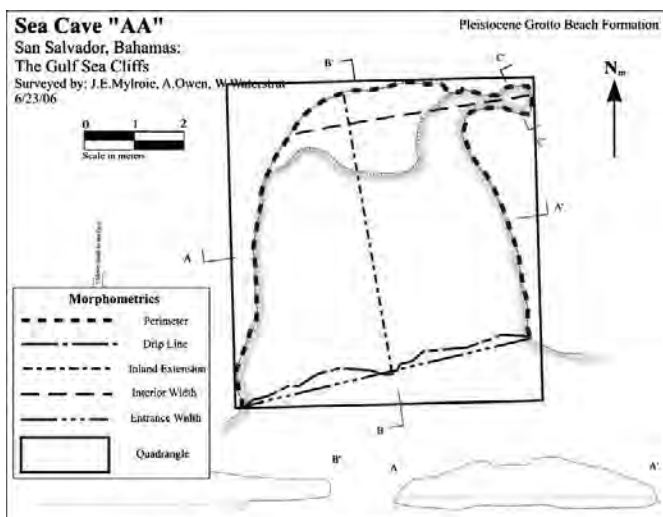 Sea Cave "AA"
San Salvador, Bahamas:
The Gulf Sea Cliffs
Surveyed by: J.E.Mylroie, A.Owen, W.Waterstrat
6/23/06
Pleistocene Grotto Beach Formation
0 1 2
Scale in meters
B'
C'
Nm
C
A'
A
B
Morphometrics
Perimeter
Drip Line
Inland Extension
Interior Width
Entrance Width
Quadrangle
B'
A
A'